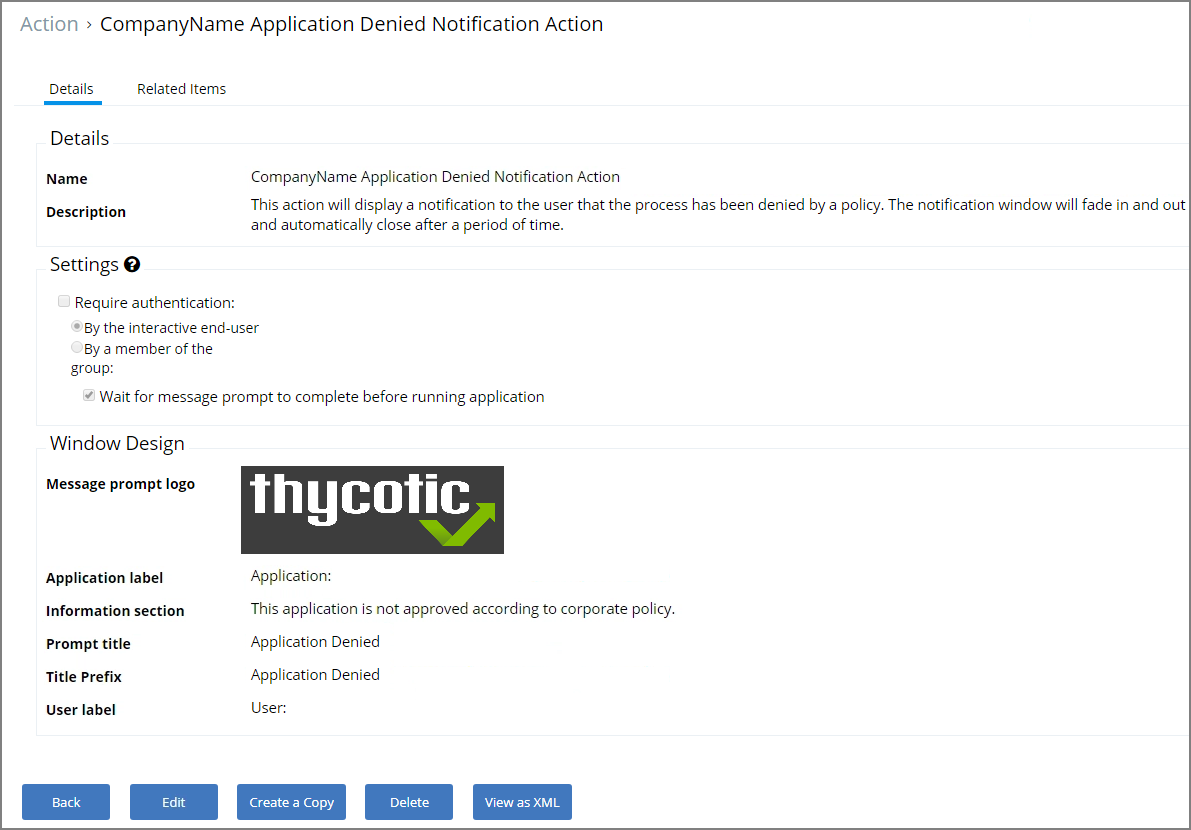 Action › CompanyName Application Denied Notification Action
Details Related Items
Details
Name CompanyName Application Denied Notification Action
Description This action will display a notification to the user that the process has been denied by a policy. The notification window will fade in and out
and automatically close after a period of time.
Settings ?
Require authentication:
By the interactive end-user
By a member of the
group:
Wait for message prompt to complete before running application
Window Design
Message prompt logo thycotic
Application label Application:
Information section This application is not approved according to corporate policy.
Prompt title Application Denied
Title Prefix Application Denied
User label User:
Back Edit Create a Copy Delete View as XML